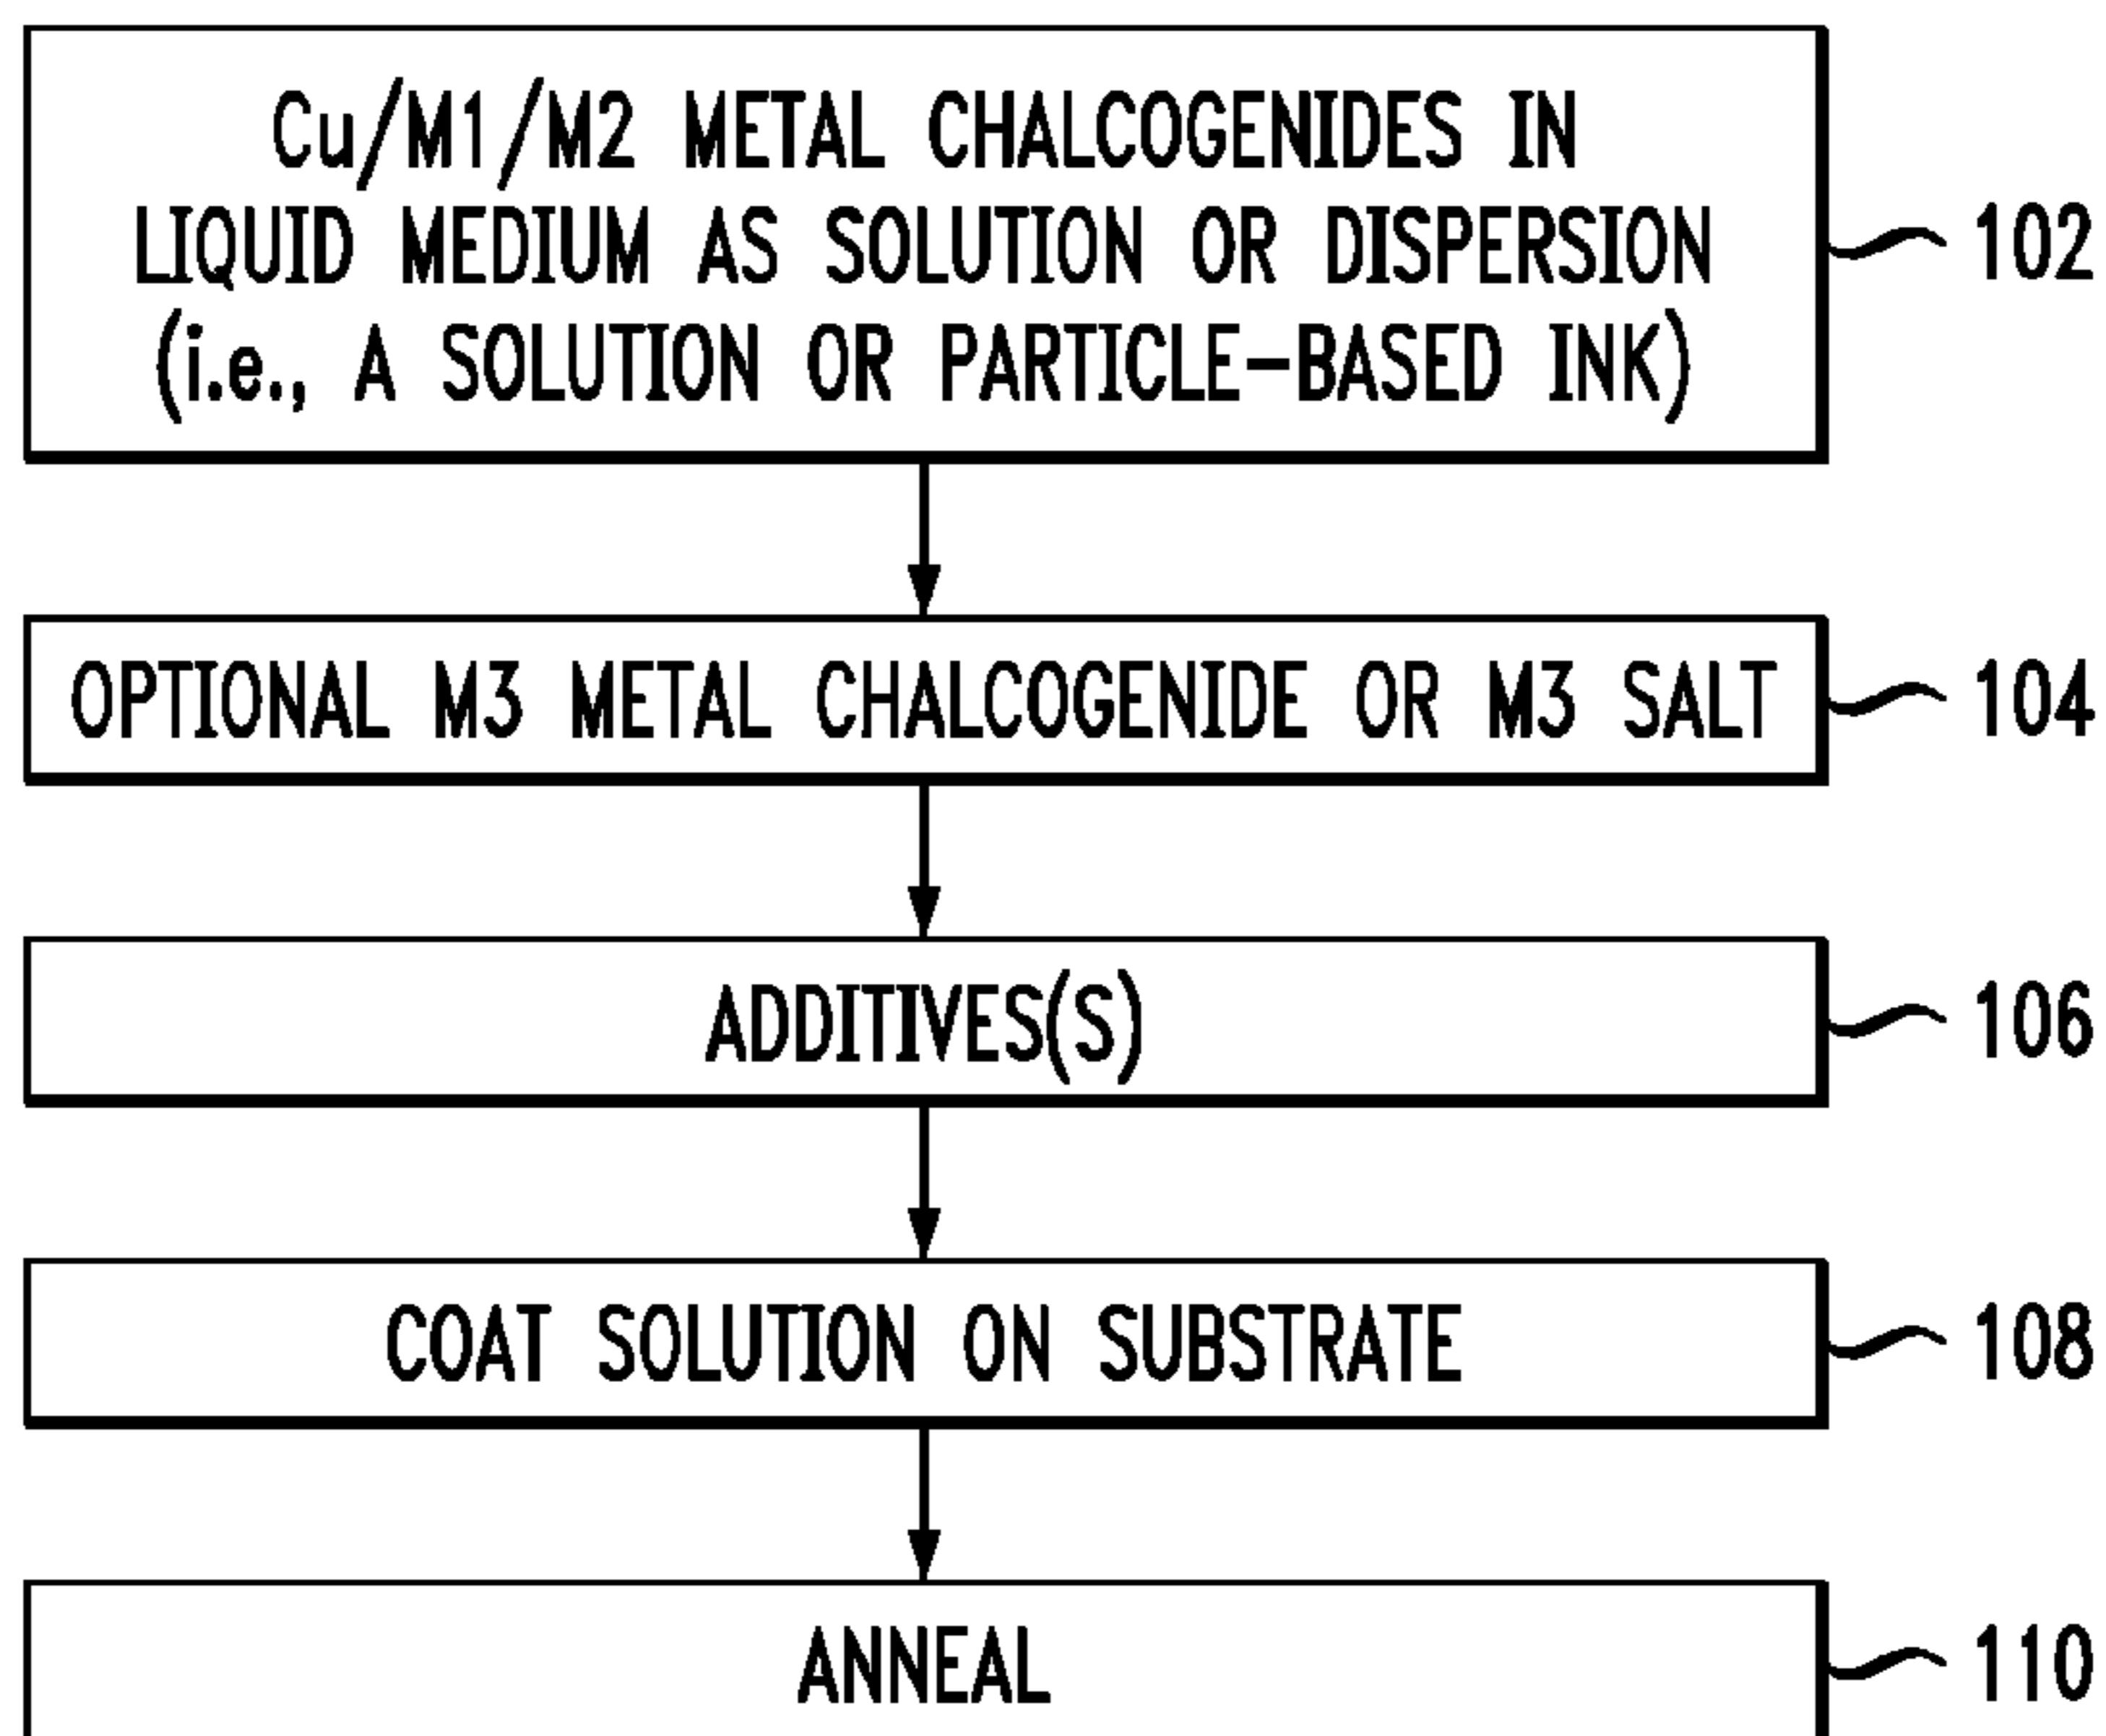 Cu/M1/M2 METAL CHALCOGENIDES IN
LIQUID MEDIUM AS SOLUTION OR DISPERSION
(i.e., A SOLUTION OR PARTICLE-BASED INK)
102
OPTIONAL M3 METAL CHALCOGENIDE OR M3 SALT
104
ADDITIVES(S)
106
COAT SOLUTION ON SUBSTRATE
108
ANNEAL
110